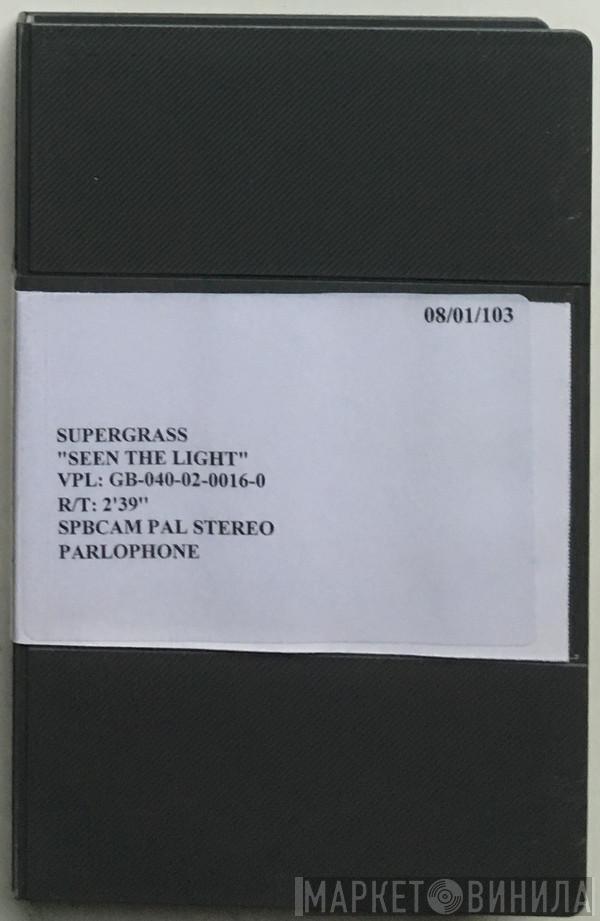 08/01/103
SUPERGRASS
"SEEN THE LIGHT"
VPL: GB-040-02-0016-0
R/T: 2'39"
SPBCAM PAL STEREO
PARLOPHONE
МАРКЕТ ВИНИЛА